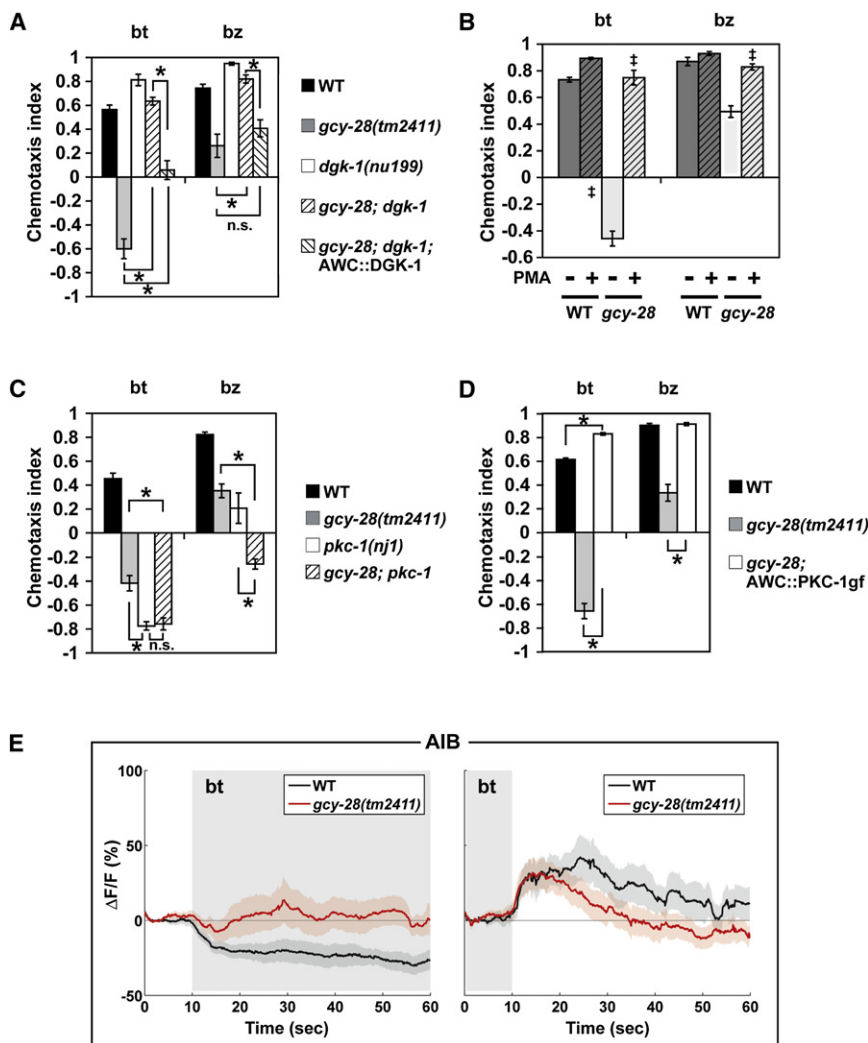 A
bt
bz
*
*
Chemotaxis index
1
0.8
0.6
0.4
0.2
0
-0.2
-0.4
-0.6
-0.8
-1
*
n.s.
*
*
WT
gcy-28(tm2411)
dgk-1(nu199)
gcy-28; dgk-1
gcy-28; dgk-1;
AWC::DGK-1
B
bt
bz
Chemotaxis index
1
0.8
0.6
0.4
0.2
0
-0.2
-0.4
-0.6
-0.8
‡
‡
‡
PMA - + - + - + - +
WT gcy-28 WT gcy-28
C
bt
bz
Chemotaxis index
1
0.8
0.6
0.4
0.2
0
-0.2
-0.4
-0.6
-0.8
-1
*
*
*
* n.s.
WT
gcy-28(tm2411)
pkc-1(nj1)
gcy-28; pkc-1
D
bt
bz
Chemotaxis index
1
0.8
0.6
0.4
0.2
0
-0.2
-0.4
-0.6
-0.8
-1
*
*
*
WT
gcy-28(tm2411)
gcy-28;
AWC::PKC-1gf
E
AIB
ΔF/F (%)
100
50
0
-50
bt
WT
gcy-28(tm2411)
0 10 20 30 40 50 60
Time (sec)
bt
WT
gcy-28(tm2411)
0 10 20 30 40 50 60
Time (sec)